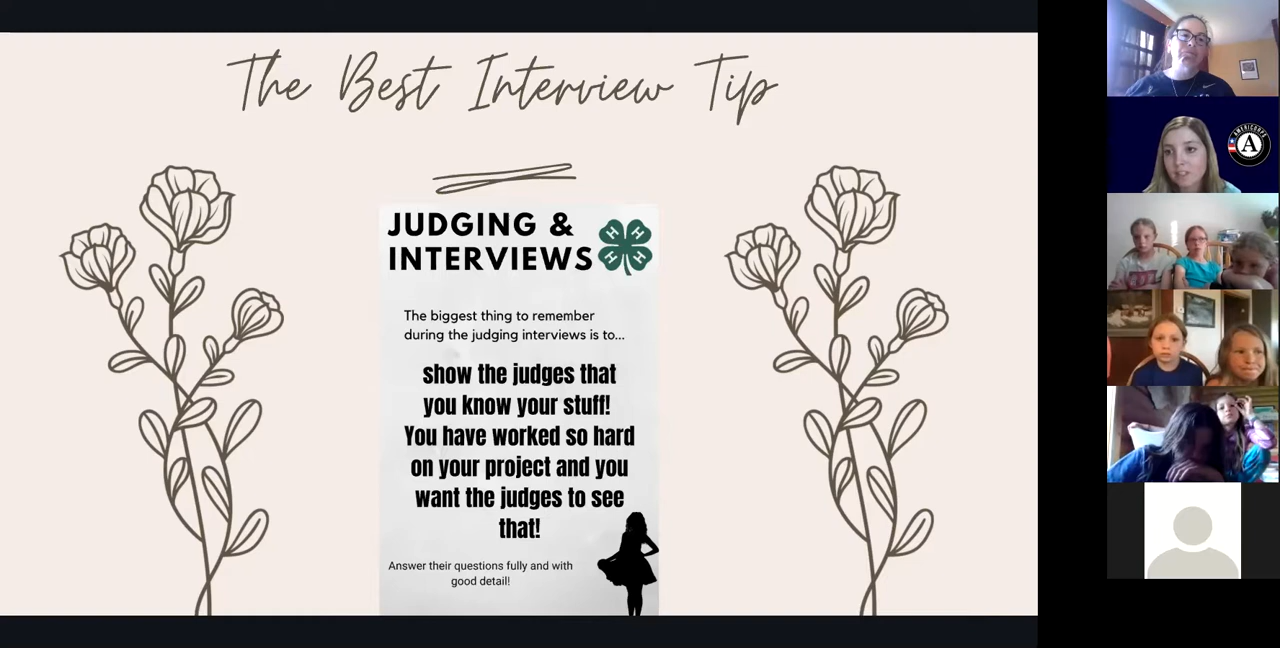 The Best Interview Tip
JUDGING &
INTERVIEWS
H H
H H
The biggest thing to remember
during the judging interviews is to...
show the judges that
you know your stuff!
You have worked so hard
on your project and you
want the judges to see
that!
Answer their questions fully and with
good detail!
AMERICORPS
A